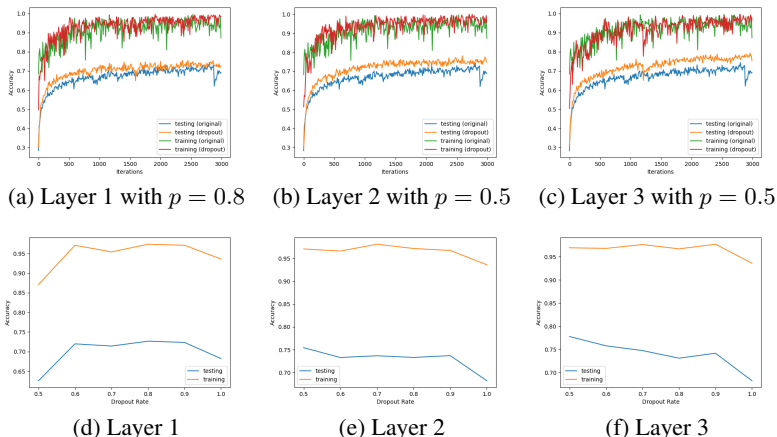 1.0
0.9
0.8
0.7
0.6
0.5
0.4
0.3
Accuracy
testing (original)
testing (dropout)
training (original)
training (dropout)
0 500 1000 1500 2000 2500 3000
Iterations
1.0
0.9
0.8
0.7
0.6
0.5
0.4
0.3
Accuracy
testing (original)
testing (dropout)
training (original)
training (dropout)
0 500 1000 1500 2000 2500 3000
Iterations
1.0
0.9
0.8
0.7
0.6
0.5
0.4
0.3
Accuracy
testing (original)
testing (dropout)
training (original)
training (dropout)
0 500 1000 1500 2000 2500 3000
Iterations
(a) Layer 1 with p = 0.8
(b) Layer 2 with p = 0.5
(c) Layer 3 with p = 0.5
0.95
0.90
0.85
0.80
0.75
0.70
0.65
Accuracy
testing
training
0.5 0.6 0.7 0.8 0.9 1.0
Dropout Rate
0.95
0.90
0.85
0.80
0.75
0.70
Accuracy
testing
training
0.5 0.6 0.7 0.8 0.9 1.0
Dropout Rate
0.95
0.90
0.85
0.80
0.75
0.70
Accuracy
testing
training
0.5 0.6 0.7 0.8 0.9 1.0
Dropout Rate
(d) Layer 1
(e) Layer 2
(f) Layer 3